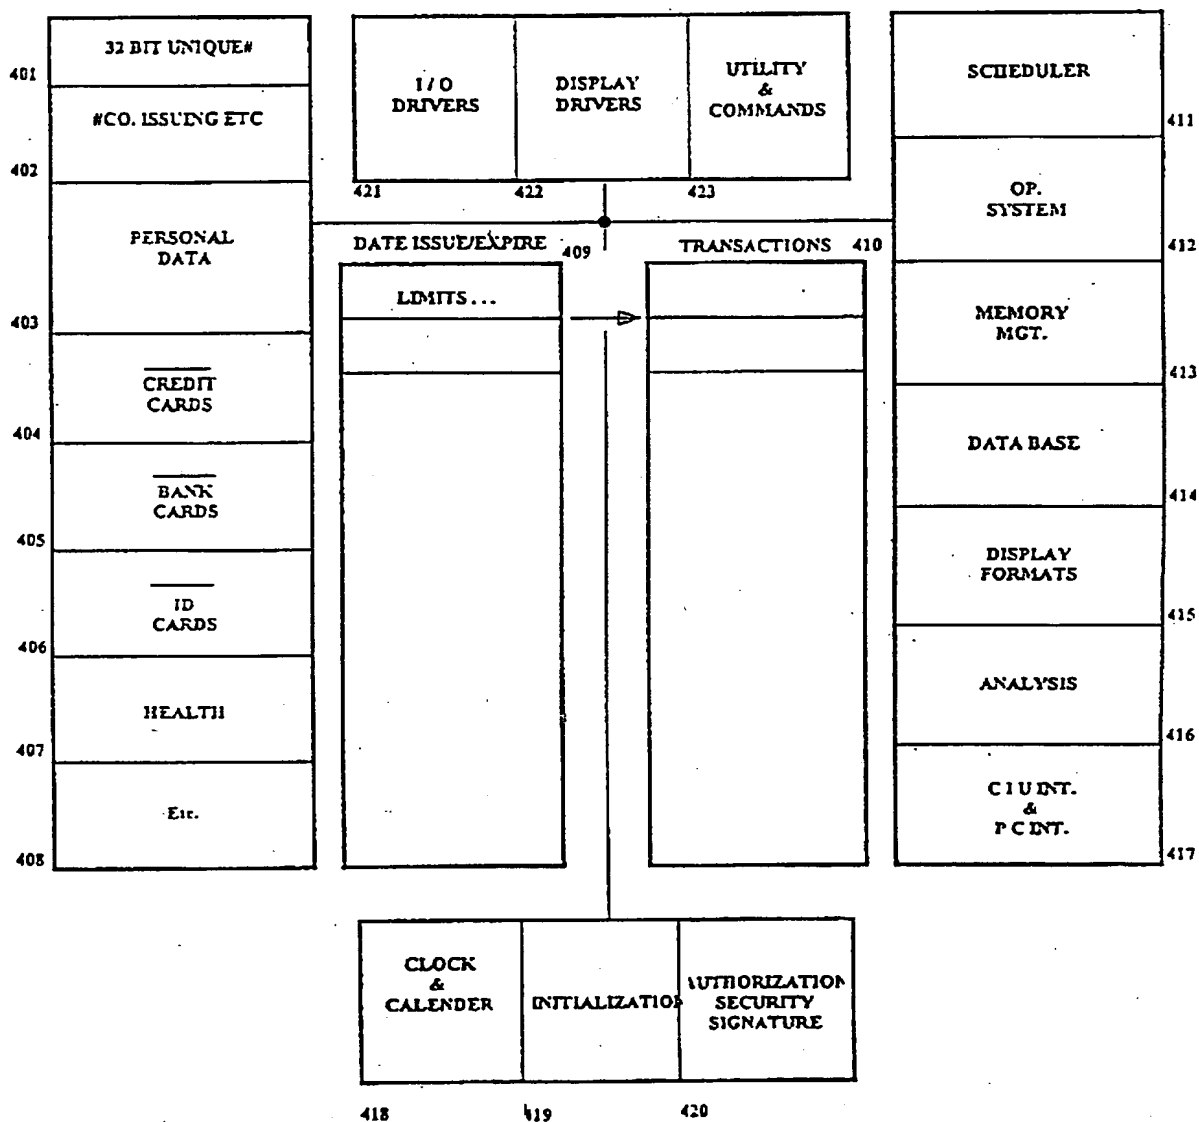 32 BIT UNIQUE#
401
#CO. ISSUING ETC
402
PERSONAL
DATA
403
CREDIT
CARDS
404
BANK
CARDS
405
ID
CARDS
406
HEALTH
407
Etc.
408
I / O
DRIVERS
421
DISPLAY
DRIVERS
422
UTILITY
&
COMMANDS
423
DATE ISSUE/EXPIRE
409
LIMITS...
TRANSACTIONS
410
SCHEDULER
411
OP.
SYSTEM
412
MEMORY
MGT.
413
DATA BASE
414
DISPLAY
FORMATS
415
ANALYSIS
416
C I U INT.
&
P C INT.
417
CLOCK
&
CALENDER
418
INITIALIZATION
419
AUTHORIZATION
SECURITY
SIGNATURE
420